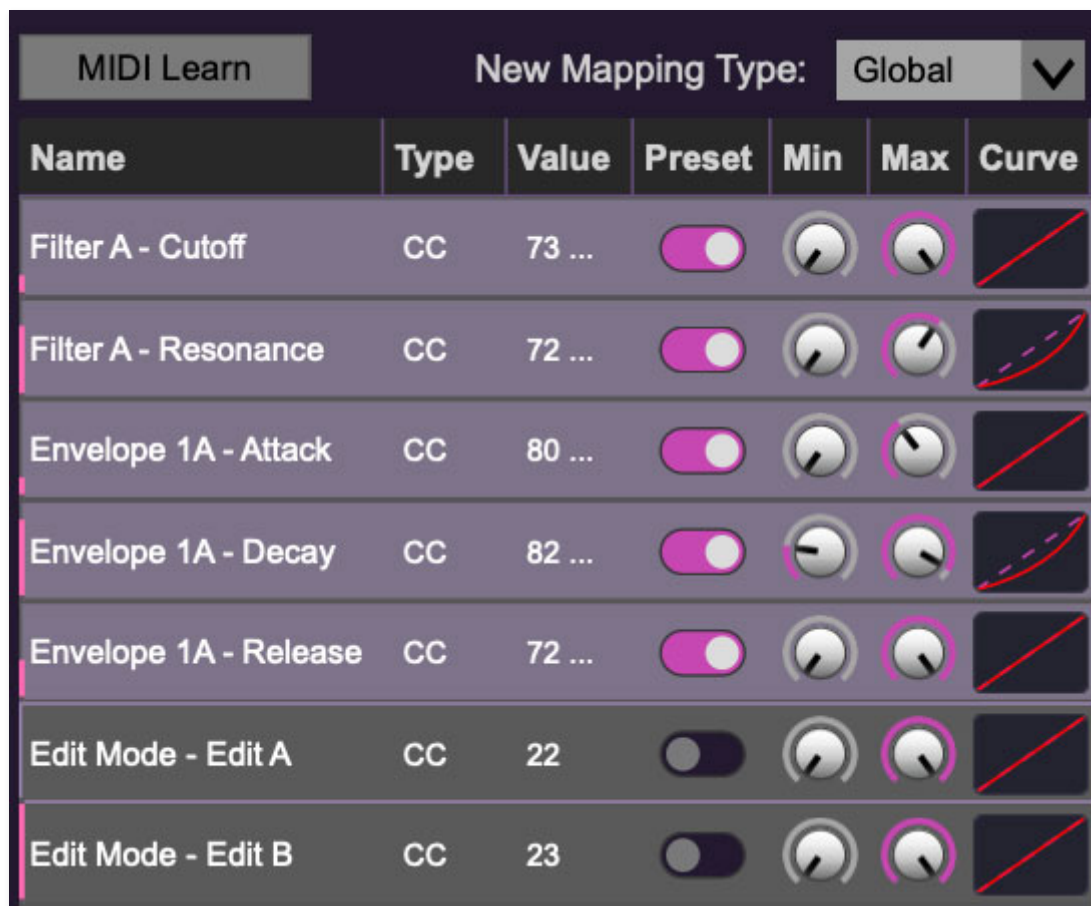 MIDI Learn New Mapping Type: Global
Name Type Value Preset Min Max Curve
Filter A - Cutoff CC 73 ...
Filter A - Resonance CC 72 ...
Envelope 1A - Attack CC 80 ...
Envelope 1A - Decay CC 82 ...
Envelope 1A - Release CC 72 ...
Edit Mode - Edit A CC 22
Edit Mode - Edit B CC 23